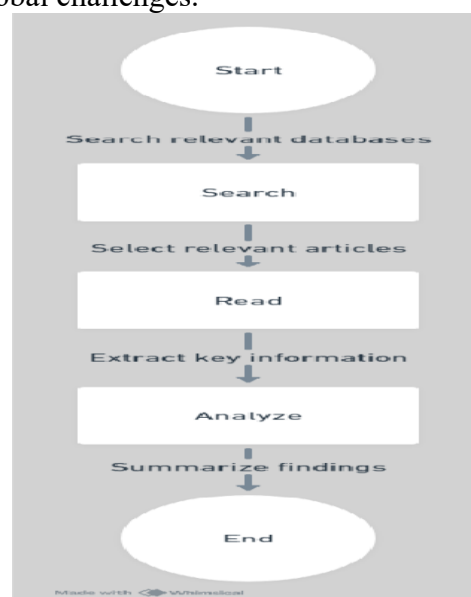 obal challenges.
Start
Search relevant databases
Search
Select relevant articles
Read
Extract key information
Analyze
Summarize findings
End
Made with Whimsical